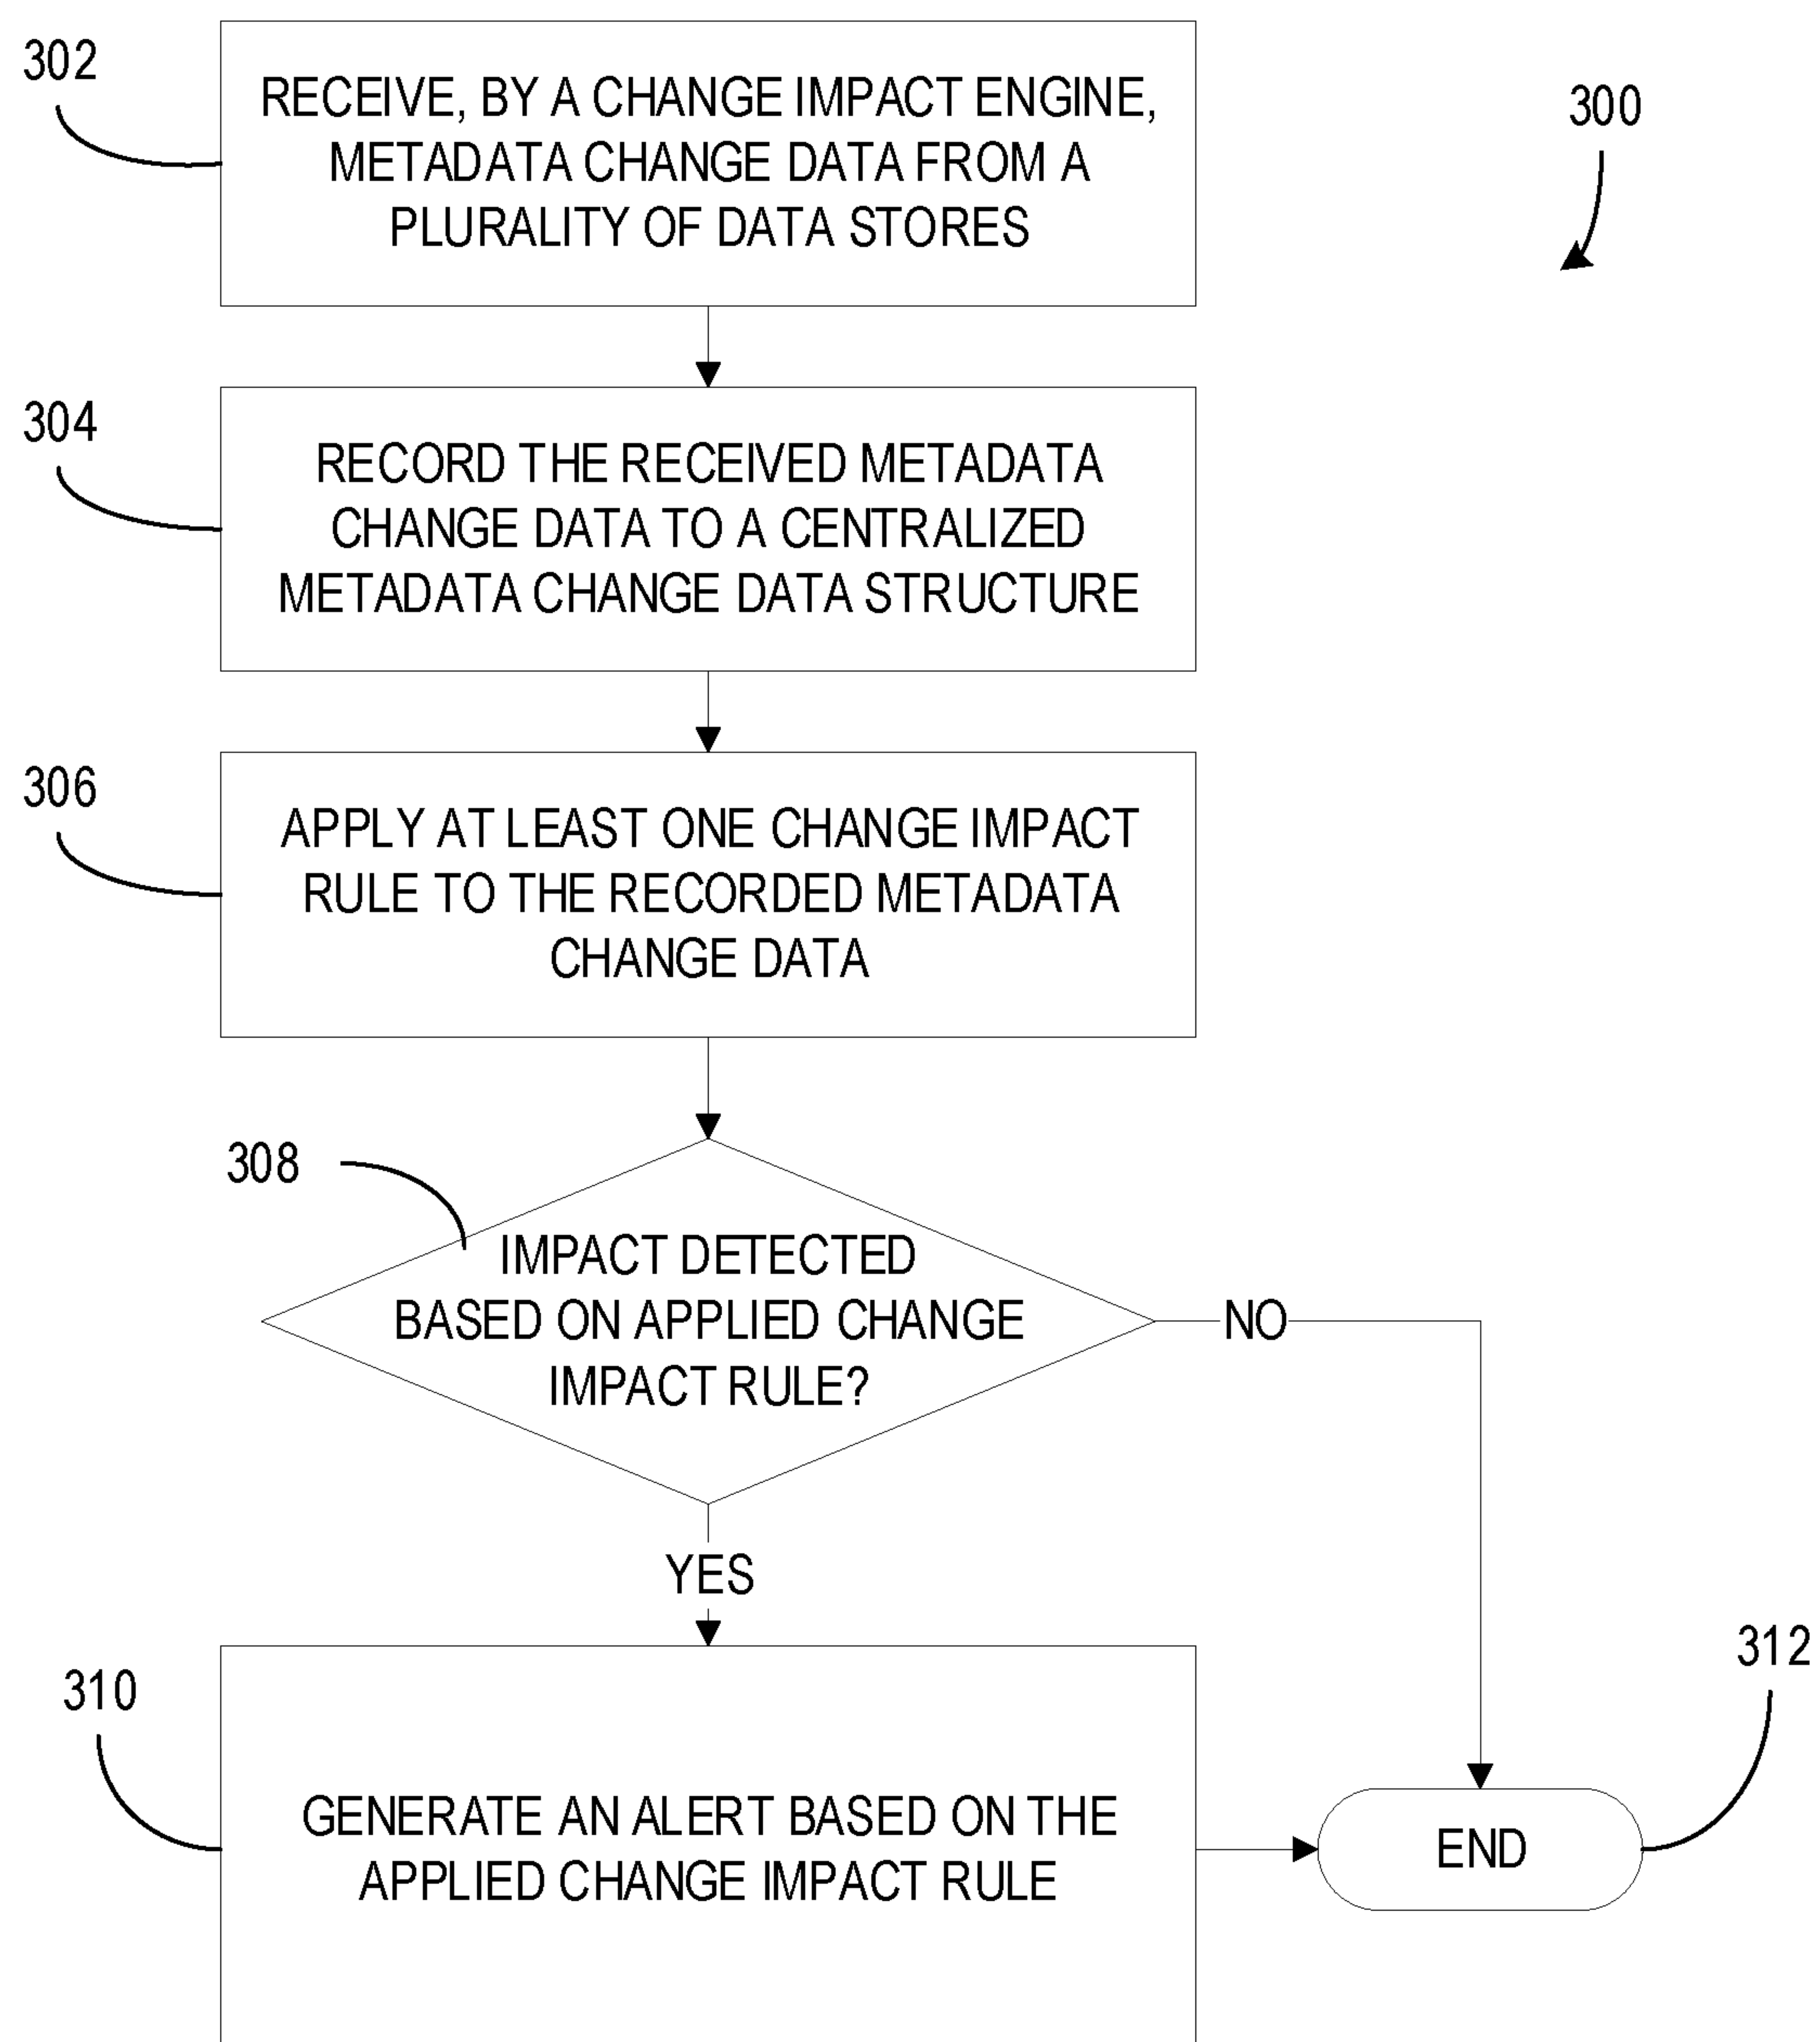 302
RECEIVE, BY A CHANGE IMPACT ENGINE,
METADATA CHANGE DATA FROM A
PLURALITY OF DATA STORES
300
304
RECORD THE RECEIVED METADATA
CHANGE DATA TO A CENTRALIZED
METADATA CHANGE DATA STRUCTURE
306
APPLY AT LEAST ONE CHANGE IMPACT
RULE TO THE RECORDED METADATA
CHANGE DATA
308
IMPACT DETECTED
BASED ON APPLIED CHANGE
IMPACT RULE?
NO
YES
310
GENERATE AN ALERT BASED ON THE
APPLIED CHANGE IMPACT RULE
312
END